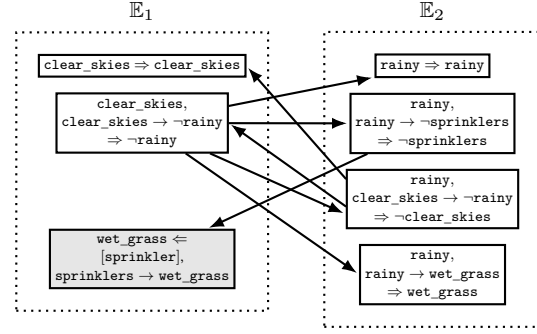 𝔼₁
clear_skies ⇒ clear_skies
clear_skies,
clear_skies → ¬rainy
⇒ ¬rainy
wet_grass ⇐
[sprinkler],
sprinklers → wet_grass
𝔼₂
rainy ⇒ rainy
rainy,
rainy → ¬sprinklers
⇒ ¬sprinklers
rainy,
clear_skies → ¬rainy
⇒ ¬clear_skies
rainy,
rainy → wet_grass
⇒ wet_grass